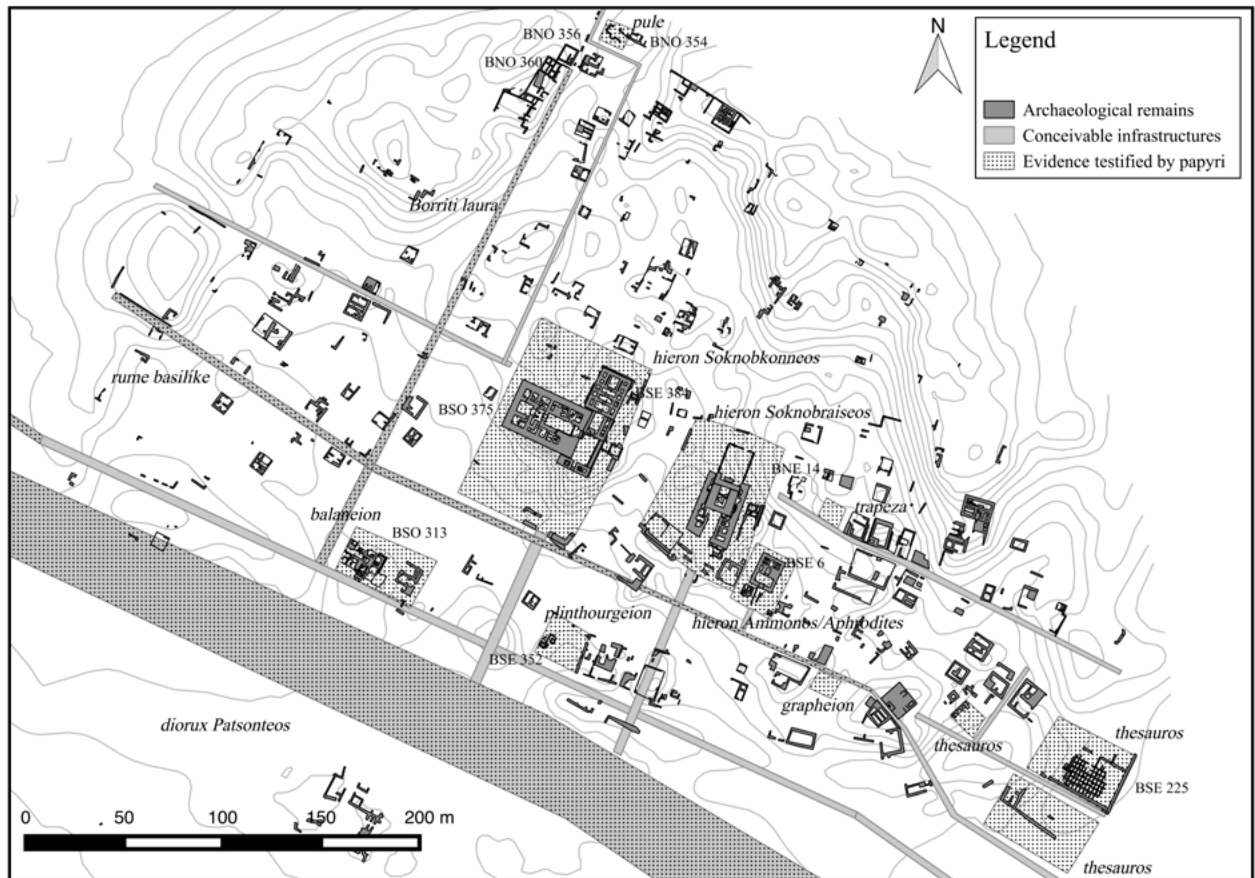 pule
BNO 356
BNO 354
BNO 360
N
Legend
Archaeological remains
Conceivable infrastructures
Evidence testified by papyri
Borriti laura
hieron Soknobkonneos
rume basilike
BSE 384
BSO 375
hieron Soknobraiseos
BNE 14
trapeza
balaneion
BSO 313
BSE 6
plinthourgeion
hieron Ammonos/Aphrodites
BSE 352
grapheion
diorux Patsonteos
thesauros
thesauros
BSE 225
thesauros
0 50 100 150 200 m